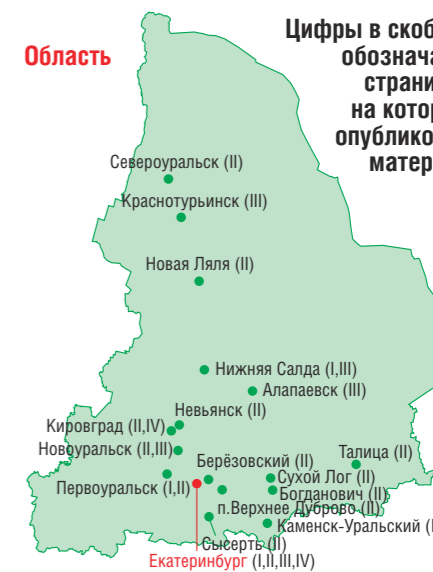 Область
Цифры в скоб
обознача
страни
на котор
опубликo
матер
Североуральск (II)
Краснотурьинск (III)
Новая Ляля (II)
Нижняя Салда (I,III)
Алапаевск (III)
Невьянск (II)
Кировград (II,IV)
Новоуральск (II,III)
Талица (II)
Берёзовский (II)
Сухой Лог (II)
Первоуральск (I,II)
Богданович (II)
п.Верхнее Дуброво (II)
Каменск-Уральский (I
Сысерть (II)
Екатеринбург (I,II,III,IV)